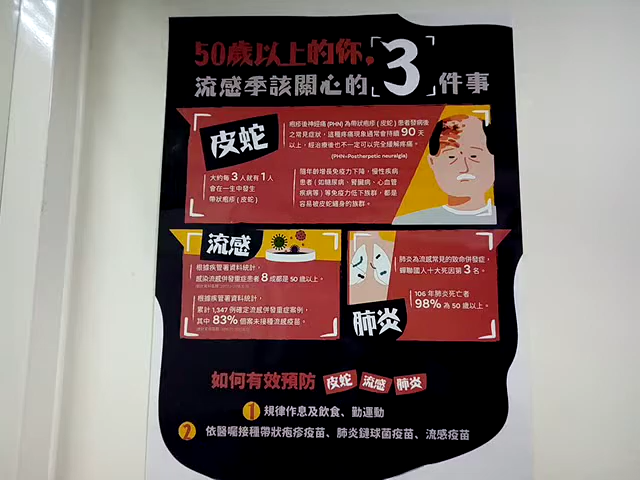 50歲以上的你,
流感季該關心的 3 件事
皮蛇
大約每 3 人就有 1 人
會在一生中發生
帶狀疱疹 ( 皮蛇 )
疱疹後神經痛 (PHN) 為帶狀疱疹 ( 皮蛇 ) 患者發病後
之常見症狀，這種疼痛現象通常會持續 90 天
以上，經治療後也不一定可以完全緩解疼痛。
(PHN=Postherpetic neuralgia)
隨年齡增長免疫力下降，慢性疾病
患者 ( 如糖尿病、腎臟病、心血管
疾病等 ) 等免疫力低下族群，都是
容易被皮蛇纏身的族群。
流感
根據疾管署資料統計，
感染流感併發重症患者 8 成都是 50 歲以上。
根據疾管署資料統計，
累計 1,347 例確定流感併發重症案例，
其中 83% 個案未接種流感疫苗。
肺炎為流感常見的致命併發症，
蟬聯國人十大死因第 3 名。
106 年肺炎死亡者
98% 為 50 歲以上。
肺炎
如何有效預防 皮蛇 流感 肺炎
1 規律作息及飲食、勤運動
2 依醫囑接種帶狀疱疹疫苗、肺炎鏈球菌疫苗、流感疫苗